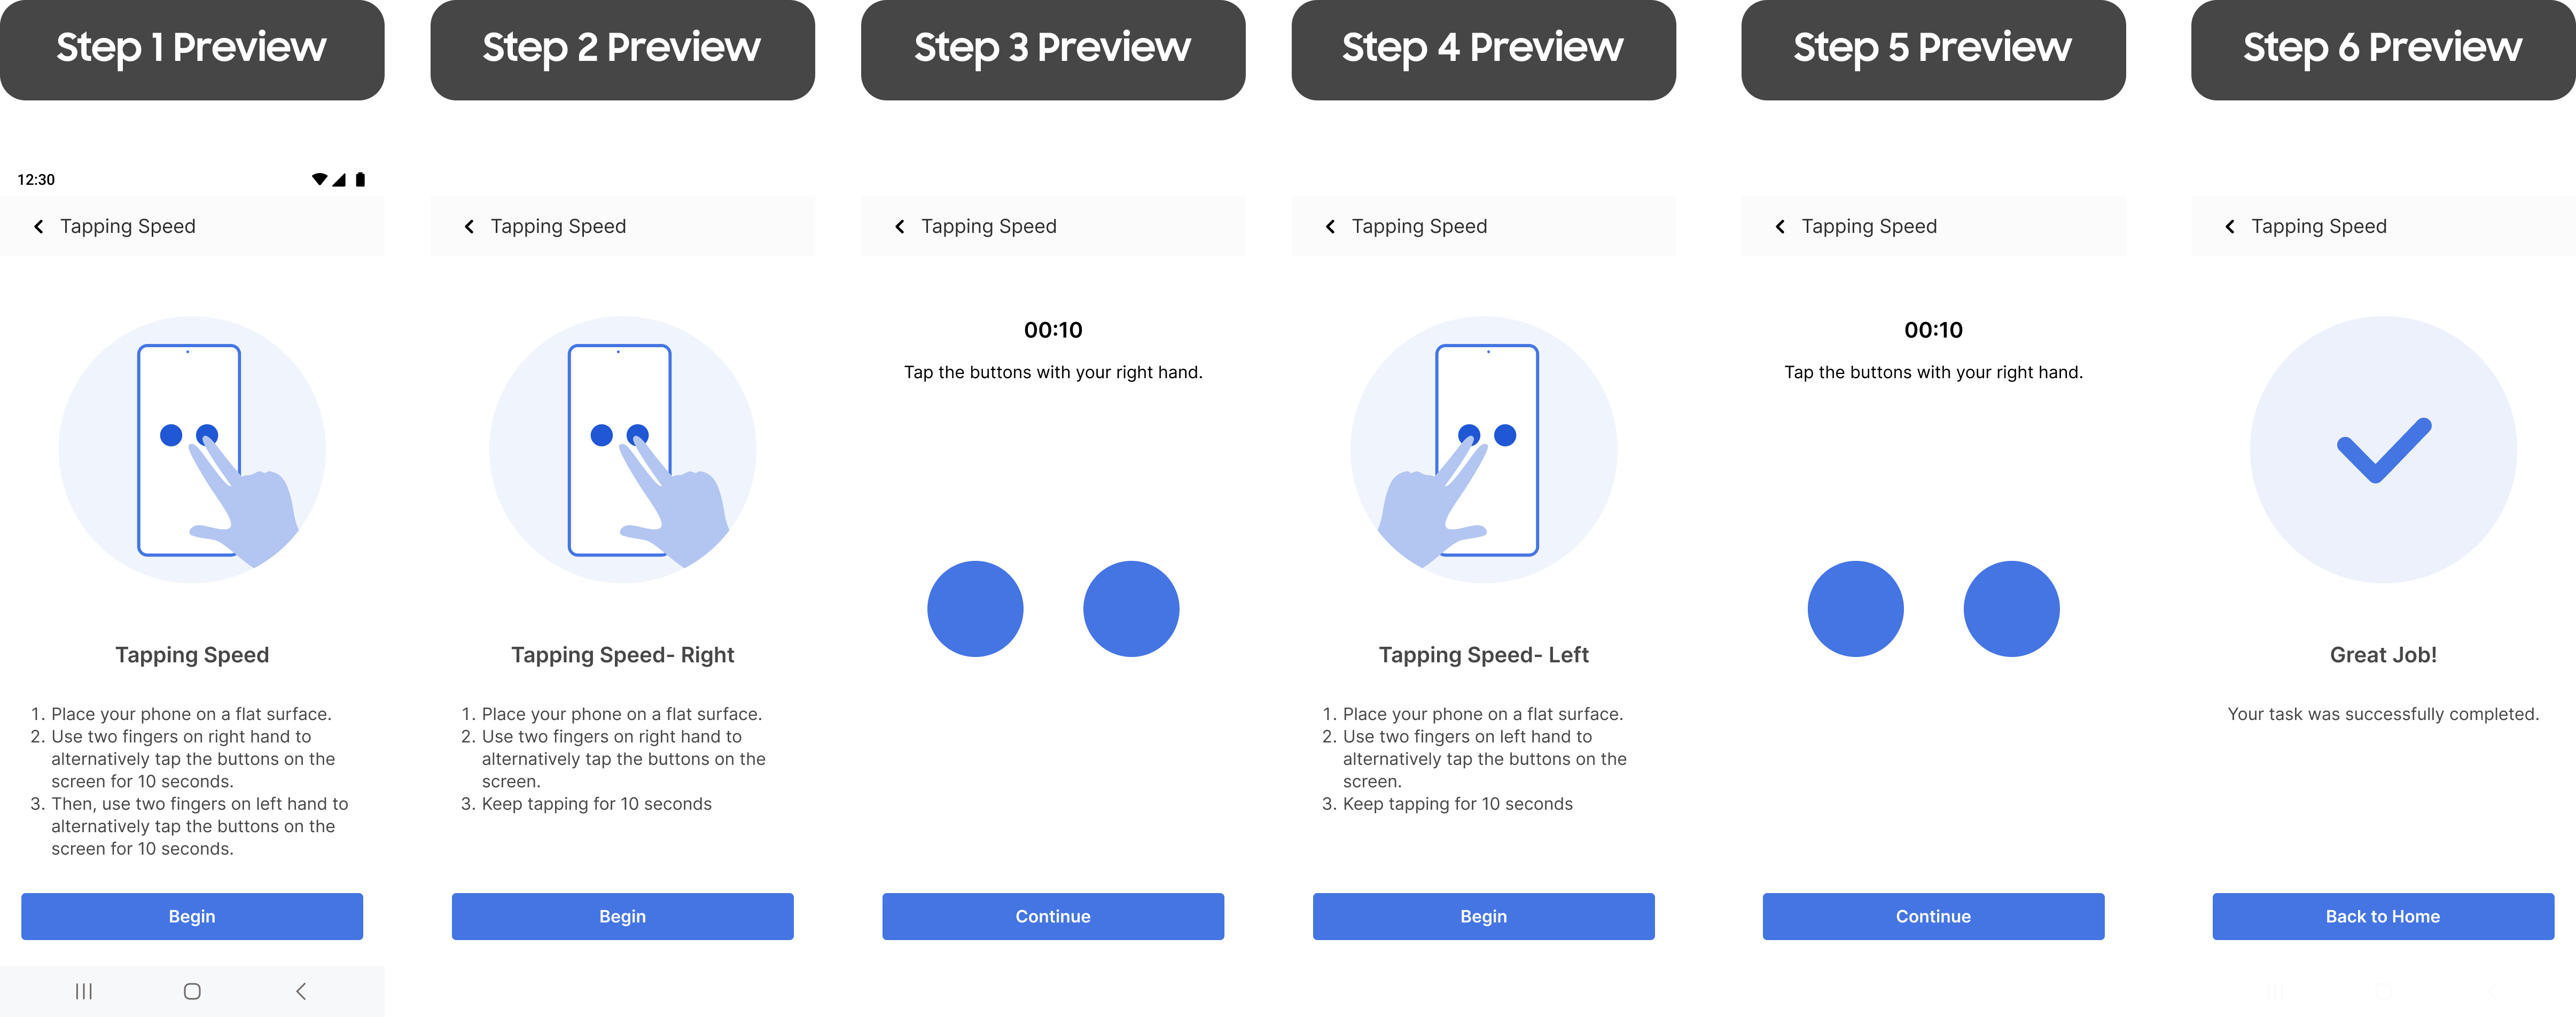 Step 1 Preview
12:30
Tapping Speed
Tapping Speed
1. Place your phone on a flat surface.
2. Use two fingers on right hand to
alternatively tap the buttons on the
screen for 10 seconds.
3. Then, use two fingers on left hand to
alternatively tap the buttons on the
screen for 10 seconds.
Begin
Step 2 Preview
Tapping Speed
Tapping Speed- Right
1. Place your phone on a flat surface.
2. Use two fingers on right hand to
alternatively tap the buttons on the
screen.
3. Keep tapping for 10 seconds
Begin
Step 3 Preview
Tapping Speed
00:10
Tap the buttons with your right hand.
Continue
Step 4 Preview
Tapping Speed
Tapping Speed- Left
1. Place your phone on a flat surface.
2. Use two fingers on left hand to
alternatively tap the buttons on the
screen.
3. Keep tapping for 10 seconds
Begin
Step 5 Preview
Tapping Speed
00:10
Tap the buttons with your right hand.
Continue
Step 6 Preview
Tapping Speed
Great Job!
Your task was successfully completed.
Back to Home